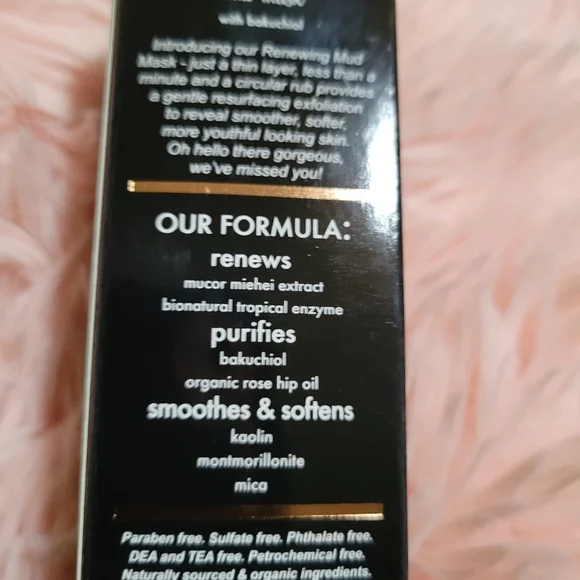 with bakuchiol
Introducing our Renewing Mud
Mask - just a thin layer, less than a
minute and a circular rub provides
a gentle resurfacing exfoliation
to reveal smoother, softer,
more youthful looking skin.
Oh hello there gorgeous,
we've missed you!
OUR FORMULA:
renews
mucor miehei extract
bionatural tropical enzyme
purifies
bakuchiol
organic rose hip oil
smoothes & softens
kaolin
montmorillonite
mica
Paraben free. Sulfate free. Phthalate free.
DEA and TEA free. Petrochemical free.
Naturally sourced & organic ingredients.